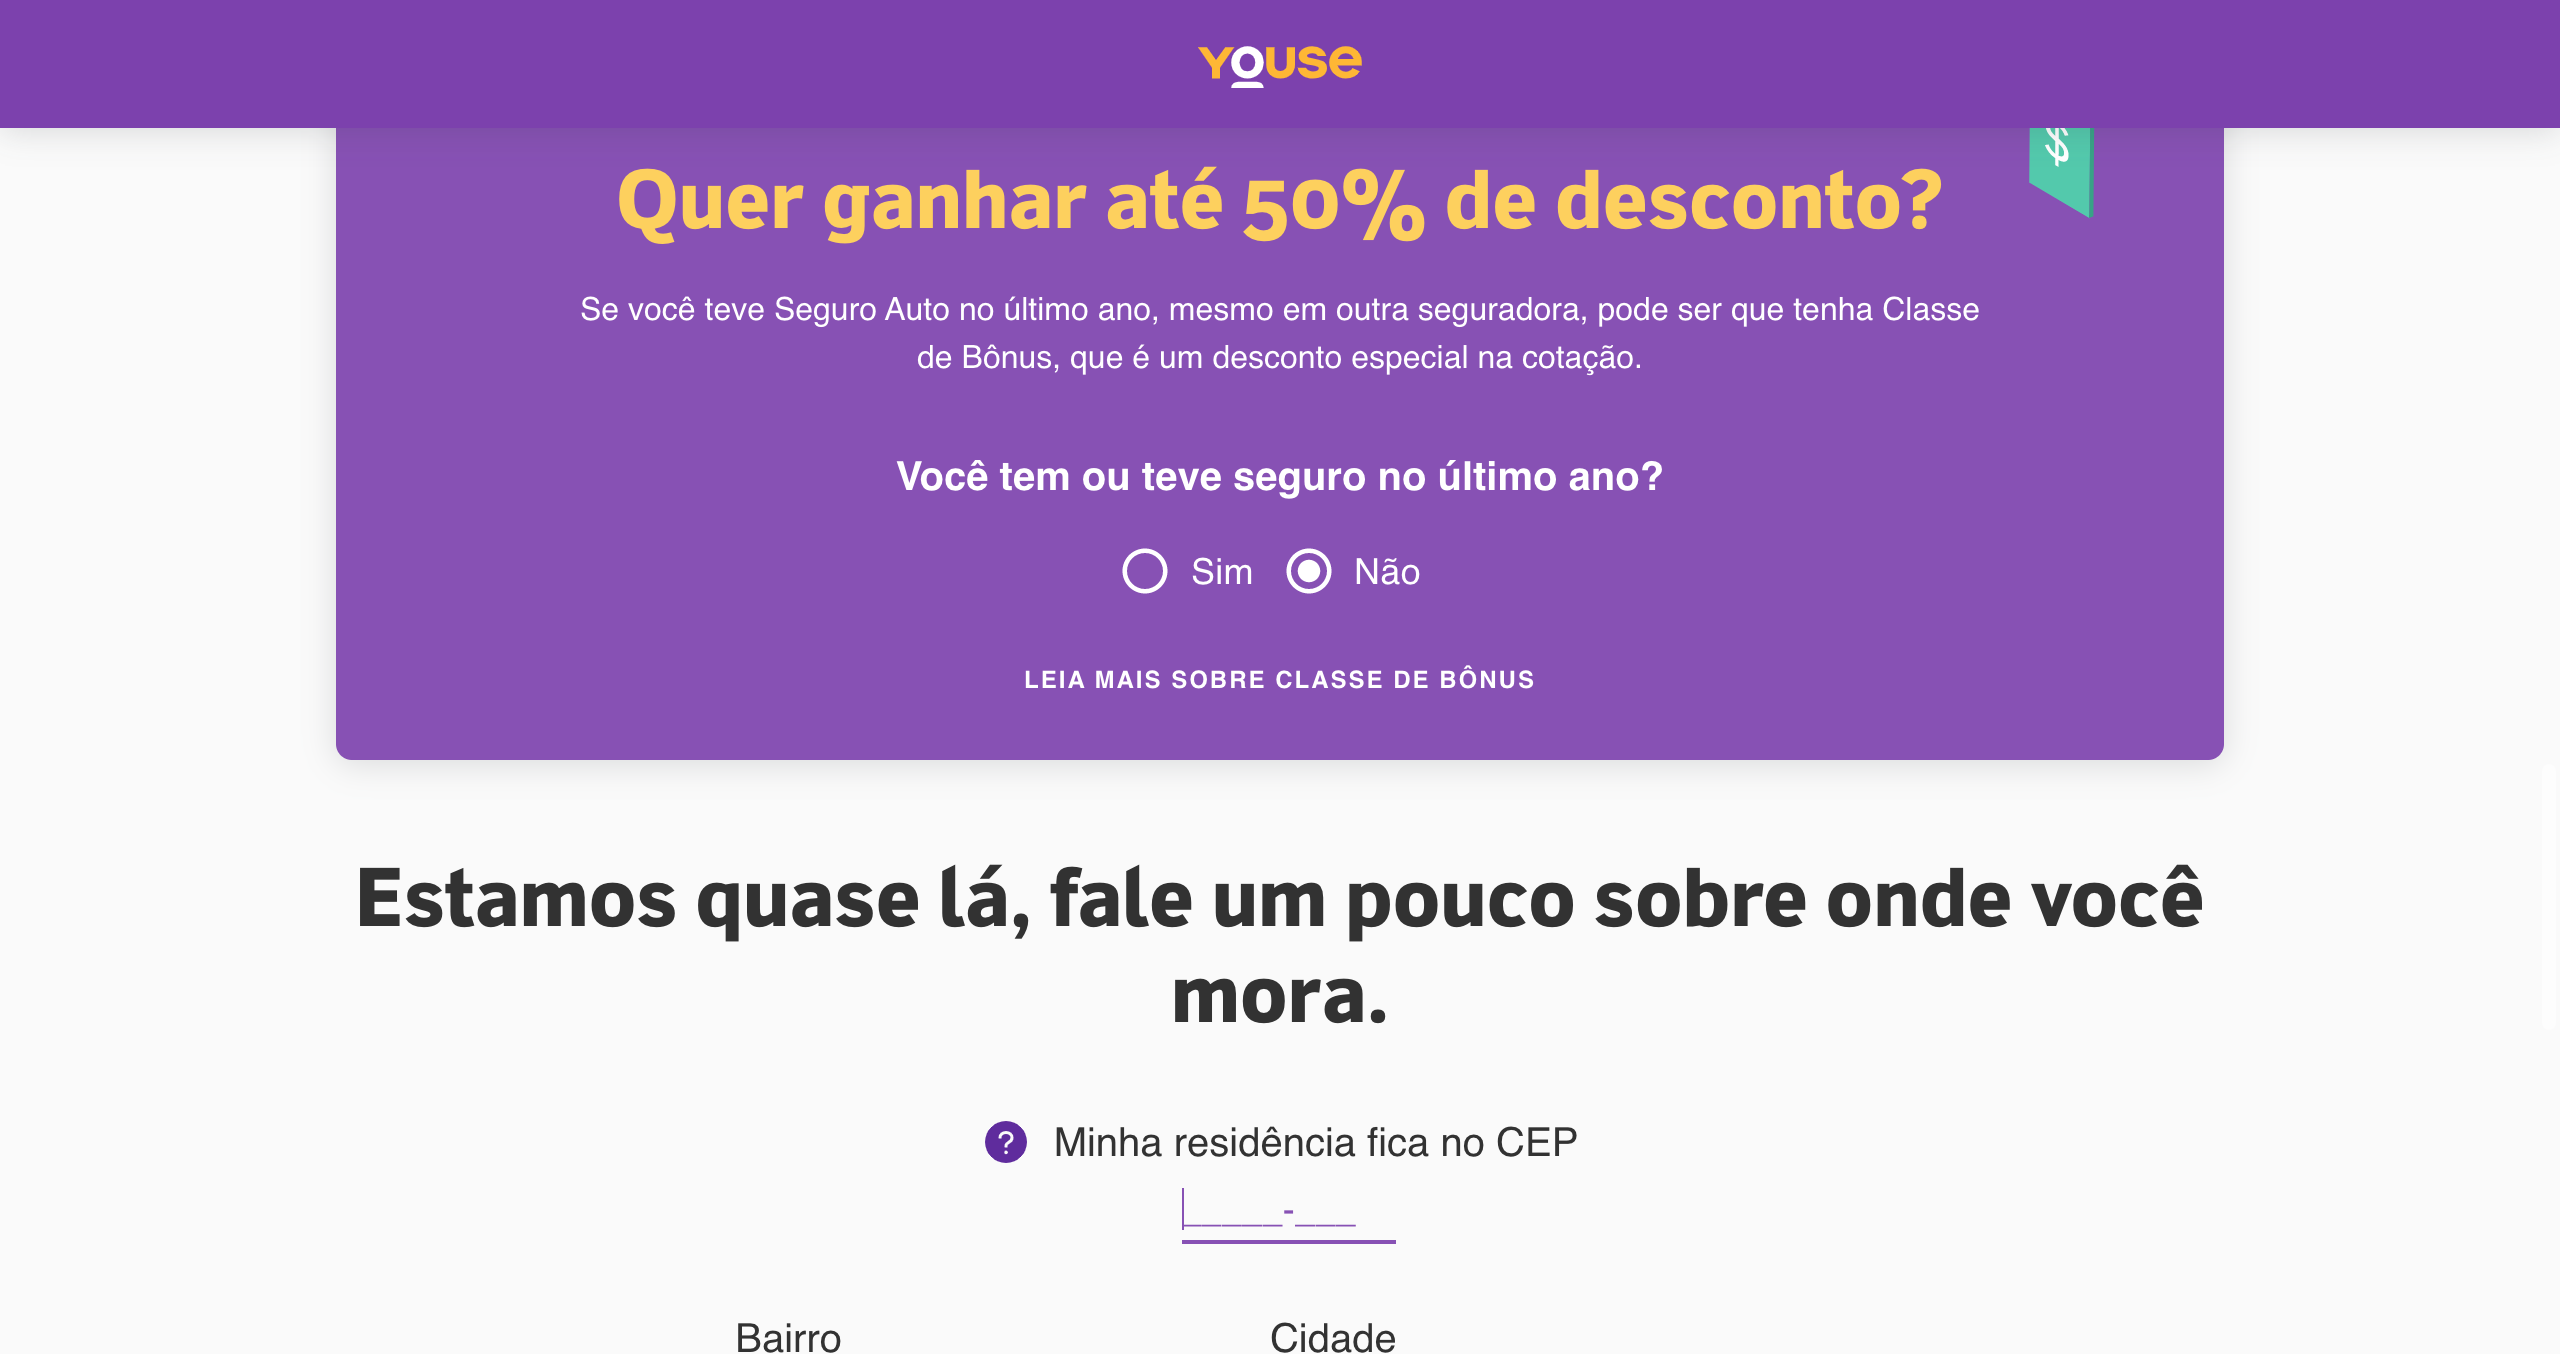 YOUSE
$
Quer ganhar até 50% de desconto?
Se você teve Seguro Auto no último ano, mesmo em outra seguradora, pode ser que tenha Classe
de Bônus, que é um desconto especial na cotação.
Você tem ou teve seguro no último ano?
Sim Não
LEIA MAIS SOBRE CLASSE DE BÔNUS
Estamos quase lá, fale um pouco sobre onde você
mora.
? Minha residência fica no CEP
_____-___
Bairro Cidade